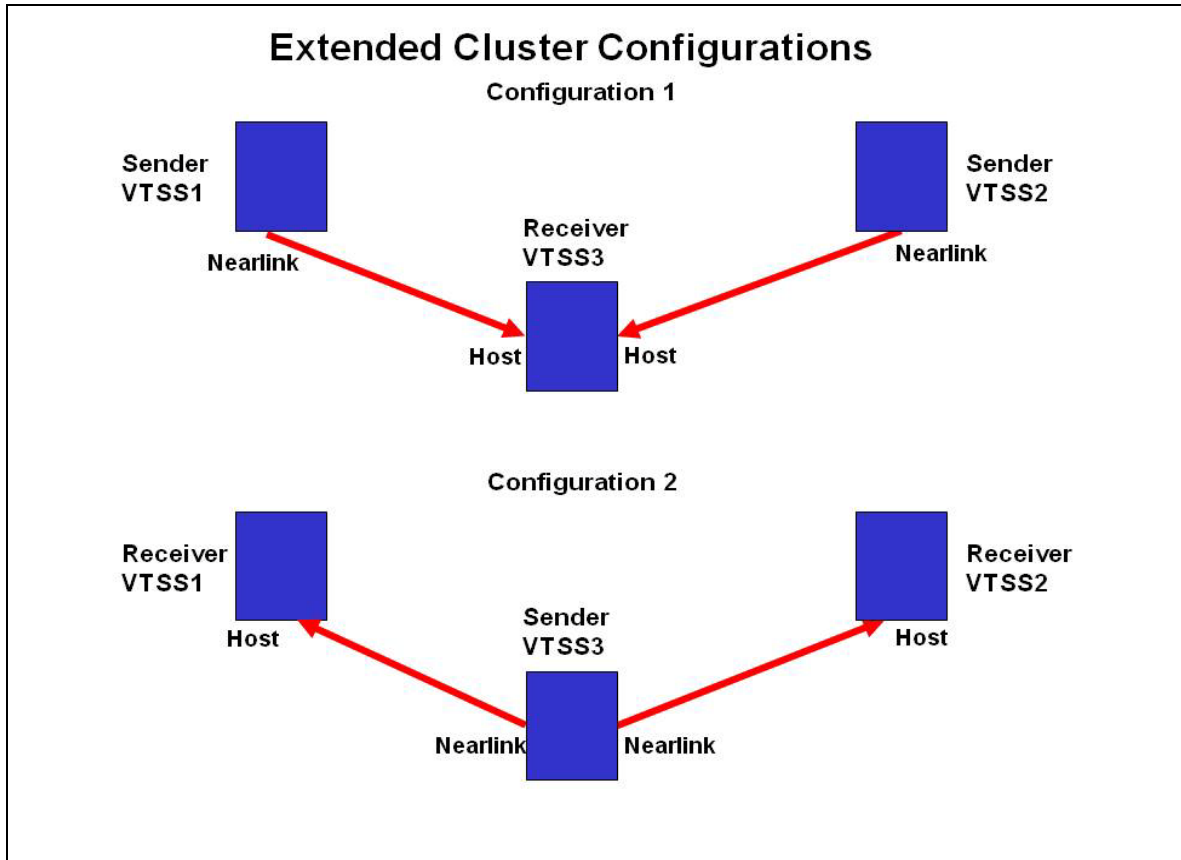 Extended Cluster Configurations
Configuration 1
Sender
VTSS1
Sender
VTSS2
Receiver
VTSS3
Nearlink
Nearlink
Host
Host
Configuration 2
Receiver
VTSS1
Receiver
VTSS2
Sender
VTSS3
Host
Host
Nearlink
Nearlink